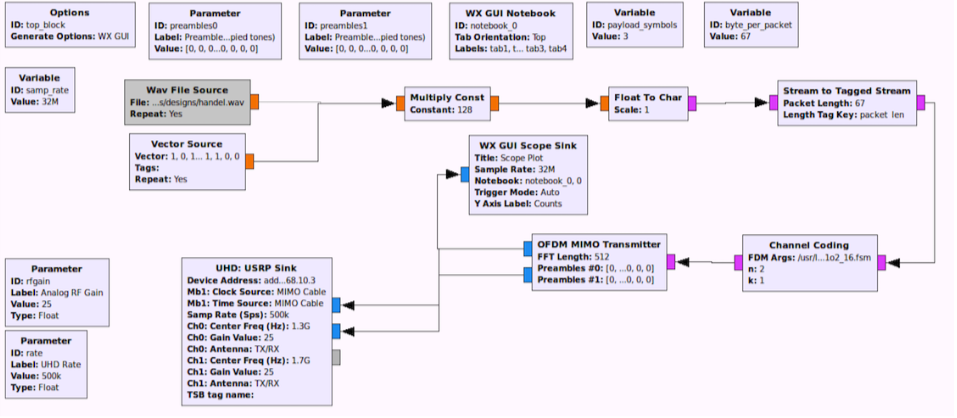 Options
ID: top_block
Generate Options: WX GUI
Parameter
ID: preambles0
Label: Preamble...pied tones)
Value: [0, 0, 0...0, 0, 0, 0]
Parameter
ID: preambles1
Label: Preamble...pied tones)
Value: [0, 0, 0...0, 0, 0, 0]
WX GUI Notebook
ID: notebook_0
Tab Orientation: Top
Labels: tab1, t... tab3, tab4
Variable
ID: payload_symbols
Value: 3
Variable
ID: byte_per_packet
Value: 67
Variable
ID: samp_rate
Value: 32M
Wav File Source
File: ...s/designs/handel.wav
Repeat: Yes
Multiply Const
Constant: 128
Float To Char
Scale: 1
Stream to Tagged Stream
Packet Length: 67
Length Tag Key: packet_len
Vector Source
Vector: 1, 0, 1... 1, 1, 0, 0
Tags:
Repeat: Yes
WX GUI Scope Sink
Title: Scope Plot
Sample Rate: 32M
Notebook: notebook_0, 0
Trigger Mode: Auto
Y Axis Label: Counts
OFDM MIMO Transmitter
FFT Length: 512
Preambles #0: [0, ...0, 0, 0]
Preambles #1: [0, ...0, 0, 0]
Channel Coding
FDM Args: /usr/l...1o2_16.fsm
n: 2
k: 1
Parameter
ID: rfgain
Label: Analog RF Gain
Value: 25
Type: Float
UHD: USRP Sink
Device Address: add...68.10.3
Mb1: Clock Source: MIMO Cable
Mb1: Time Source: MIMO Cable
Samp Rate (Sps): 500k
Ch0: Center Freq (Hz): 1.3G
Ch0: Gain Value: 25
Ch0: Antenna: TX/RX
Ch1: Center Freq (Hz): 1.7G
Ch1: Gain Value: 25
Ch1: Antenna: TX/RX
TSB tag name:
Parameter
ID: rate
Label: UHD Rate
Value: 500k
Type: Float